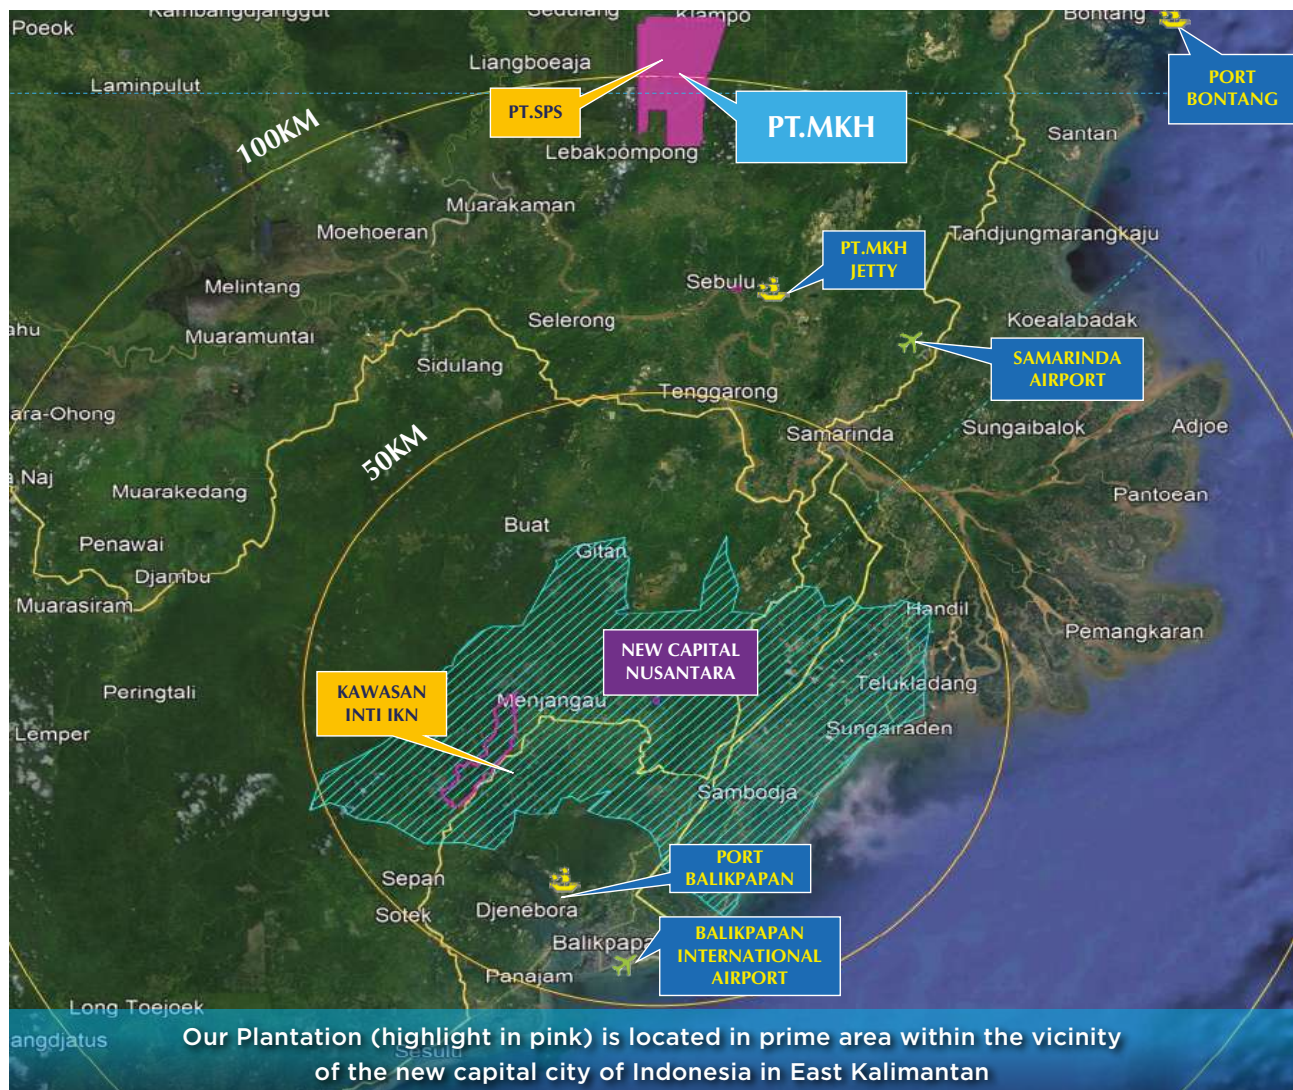 Kambangdjanggut
Sedulang
Klampo
Bontang
Poeok
Liangboeaja
Laminpulut
PORT
BONTANG
PT.SPS
PT.MKH
100KM
Santan
Lebakpompong
Muarakaman
Moehoeran
Tandjungmarangkaju
PT.MKH
JETTY
Sebulu
Melintang
Selerong
Koealabadak
ahu
Muaramuntai
SAMARINDA
AIRPORT
Sidulang
Tenggarong
ara-Ohong
50KM
Samarinda
Sungaibalok
Adjoe
Naj
Muarakedang
Pantoean
Buat
Penawai
Gitan
Djambu
Muarasiram
Handil
Pemangkaran
NEW CAPITAL
NUSANTARA
KAWASAN
INTI IKN
Menjangau
Telukladang
Peringtali
Sungairaden
Lemper
Sambodja
PORT
BALIKPAPAN
Sepan
Djenebora
Sotek
Balikpapa
BALIKPAPAN
INTERNATIONAL
AIRPORT
Panajam
Long Toejoek
angdjatus
Sesulu
Our Plantation (highlight in pink) is located in prime area within the vicinity
of the new capital city of Indonesia in East Kalimantan